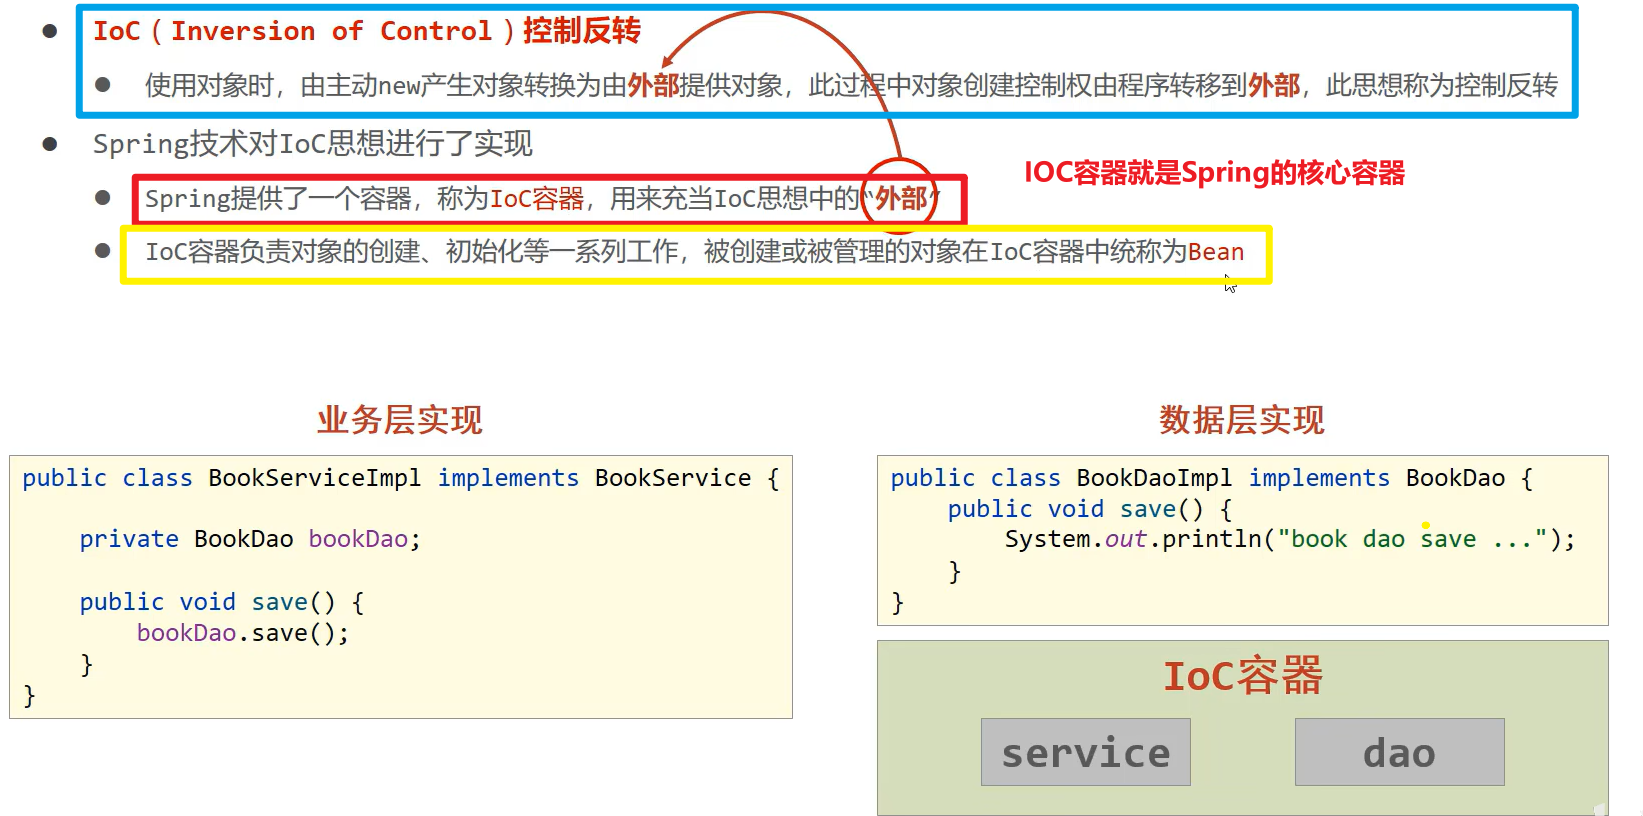 IoC（Inversion of Control）控制反转
使用对象时，由主动new产生对象转换为由外部提供对象，此过程中对象创建控制权由程序转移到外部，此思想称为控制反转
Spring技术对IoC思想进行了实现
IOC容器就是Spring的核心容器
Spring提供了一个容器，称为IoC容器，用来充当IoC思想中的“外部”
IoC容器负责对象的创建、初始化等一系列工作，被创建或被管理的对象在IoC容器中统称为Bean
业务层实现
public class BookServiceImpl implements BookService {
private BookDao bookDao;
public void save() {
bookDao.save();
}
}
数据层实现
public class BookDaoImpl implements BookDao {
public void save() {
System.out.println("book dao save ...");
}
}
IoC容器
service
dao